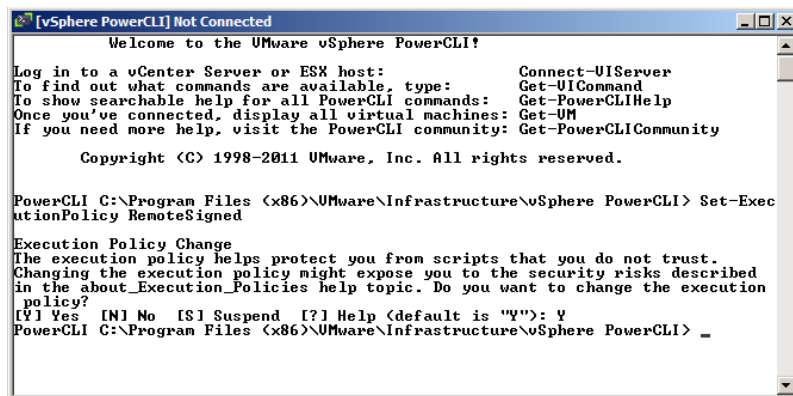 [vSphere PowerCLI] Not Connected
Welcome to the VMware vSphere PowerCLI!
Log in to a vCenter Server or ESX host: Connect-VIServer
To find out what commands are available, type: Get-VICommand
To show searchable help for all PowerCLI commands: Get-PowerCLIHelp
Once you've connected, display all virtual machines: Get-VM
If you need more help, visit the PowerCLI community: Get-PowerCLICommunity
Copyright (C) 1998-2011 VMware, Inc. All rights reserved.
PowerCLI C:\Program Files (x86)\VMware\Infrastructure\vSphere PowerCLI> Set-Exec
utionPolicy RemoteSigned
Execution Policy Change
The execution policy helps protect you from scripts that you do not trust.
Changing the execution policy might expose you to the security risks described
in the about_Execution_Policies help topic. Do you want to change the execution
policy?
[Y] Yes [N] No [S] Suspend [?] Help (default is "Y"): Y
PowerCLI C:\Program Files (x86)\VMware\Infrastructure\vSphere PowerCLI> _